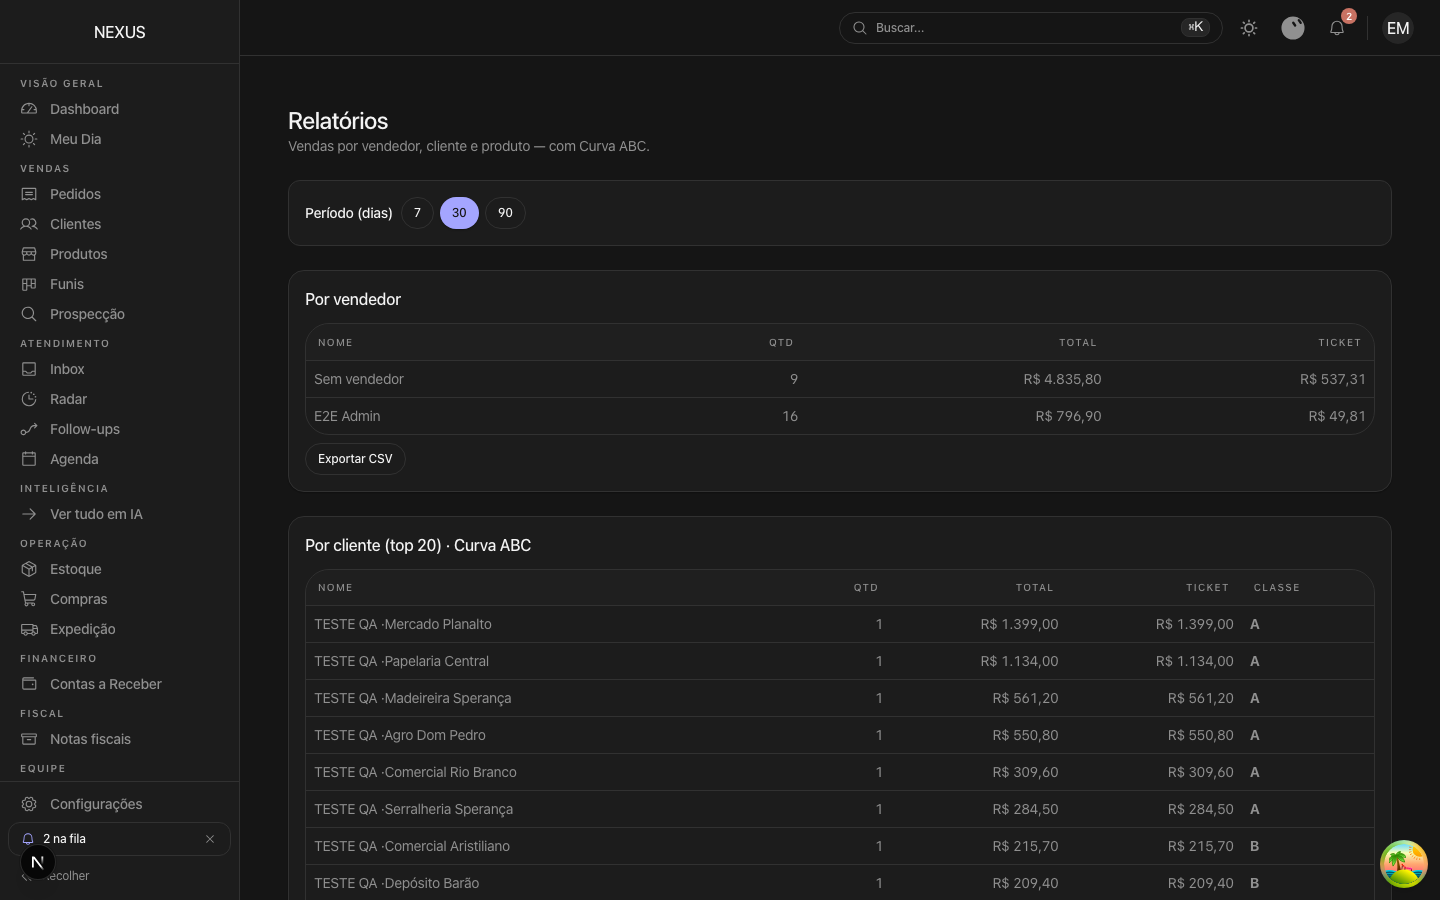 NEXUS
VISÃO GERAL
Dashboard
Meu Dia
VENDAS
Pedidos
Clientes
Produtos
Funis
Prospecção
ATENDIMENTO
Inbox
Radar
Follow-ups
Agenda
INTELIGÊNCIA
Ver tudo em IA
OPERAÇÃO
Estoque
Compras
Expedição
FINANCEIRO
Contas a Receber
FISCAL
Notas fiscais
EQUIPE
Configurações
2 na fila
N
Buscar...
⌘K
2
EM
Relatórios
Vendas por vendedor, cliente e produto — com Curva ABC.
Período (dias) 7 30 90
Por vendedor
NOME QTD TOTAL TICKET
Sem vendedor 9 R$ 4.835,80 R$ 537,31
E2E Admin 16 R$ 796,90 R$ 49,81
Exportar CSV
Por cliente (top 20) · Curva ABC
NOME QTD TOTAL TICKET CLASSE
TESTE QA ·Mercado Planalto 1 R$ 1.399,00 R$ 1.399,00 A
TESTE QA ·Papelaria Central 1 R$ 1.134,00 R$ 1.134,00 A
TESTE QA ·Madeireira Sperança 1 R$ 561,20 R$ 561,20 A
TESTE QA ·Agro Dom Pedro 1 R$ 550,80 R$ 550,80 A
TESTE QA ·Comercial Rio Branco 1 R$ 309,60 R$ 309,60 A
TESTE QA ·Serralheria Sperança 1 R$ 284,50 R$ 284,50 A
TESTE QA ·Comercial Aristiliano 1 R$ 215,70 R$ 215,70 B
TESTE QA ·Depósito Barão 1 R$ 209,40 R$ 209,40 B